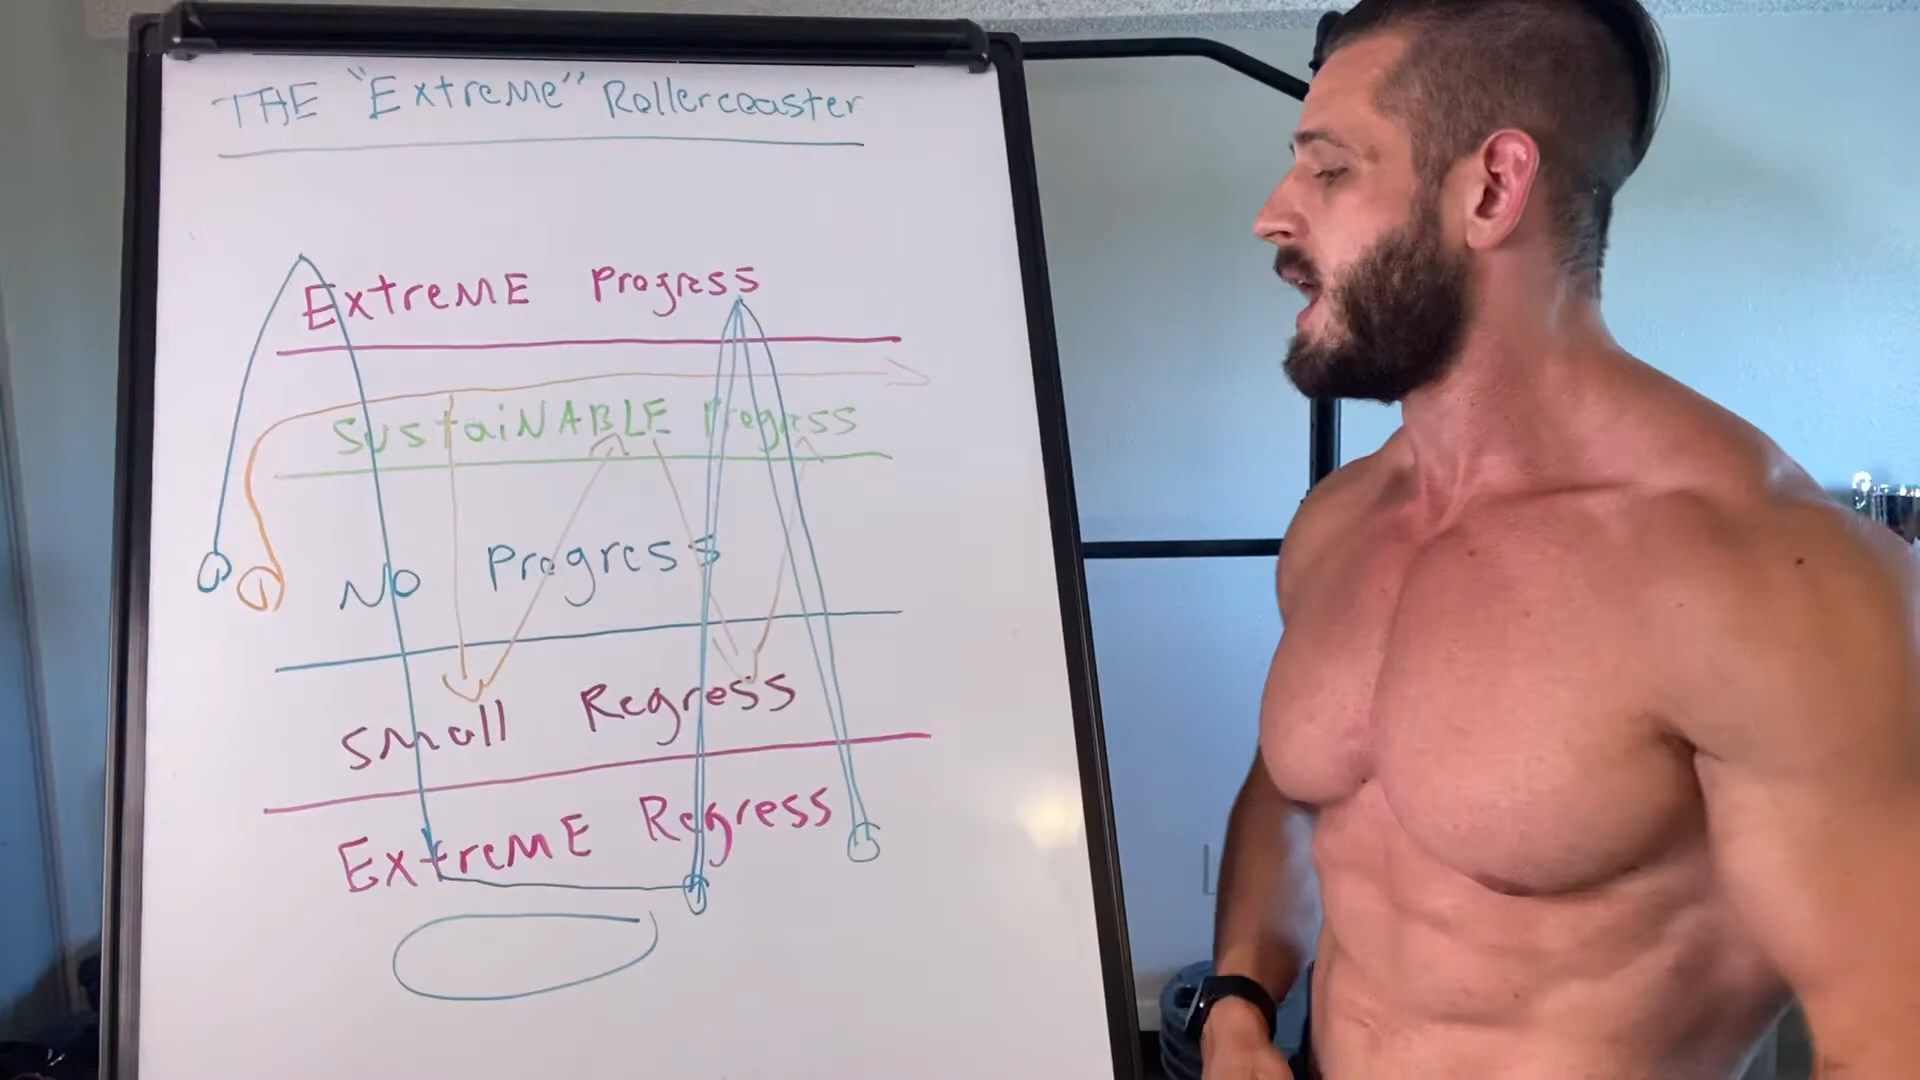 THE "ExtreMe" Rollercoaster
ExtreME Progress
SustaiNABLE Progress
NO Progress
Small Regress
ExtreME Regress